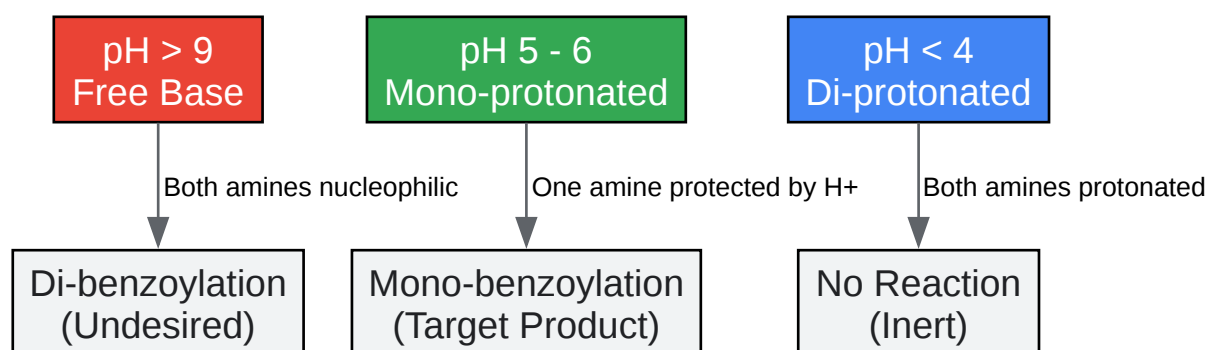 pH > 9
Free Base
pH 5 - 6
Mono-protonated
pH < 4
Di-protonated
Both amines nucleophilic
One amine protected by H+
Both amines protonated
Di-benzoylation
(Undesired)
Mono-benzoylation
(Target Product)
No Reaction
(Inert)